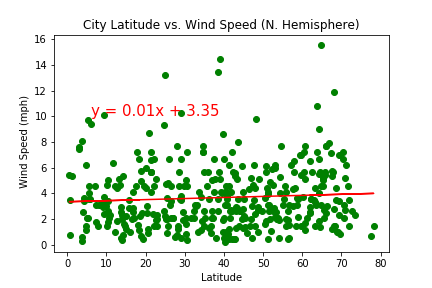 City Latitude vs. Wind Speed (N. Hemisphere)
16
14
12
10
8
6
4
2
0
Wind Speed (mph)
y = 0.01x + 3.35
0 10 20 30 40 50 60 70 80
Latitude